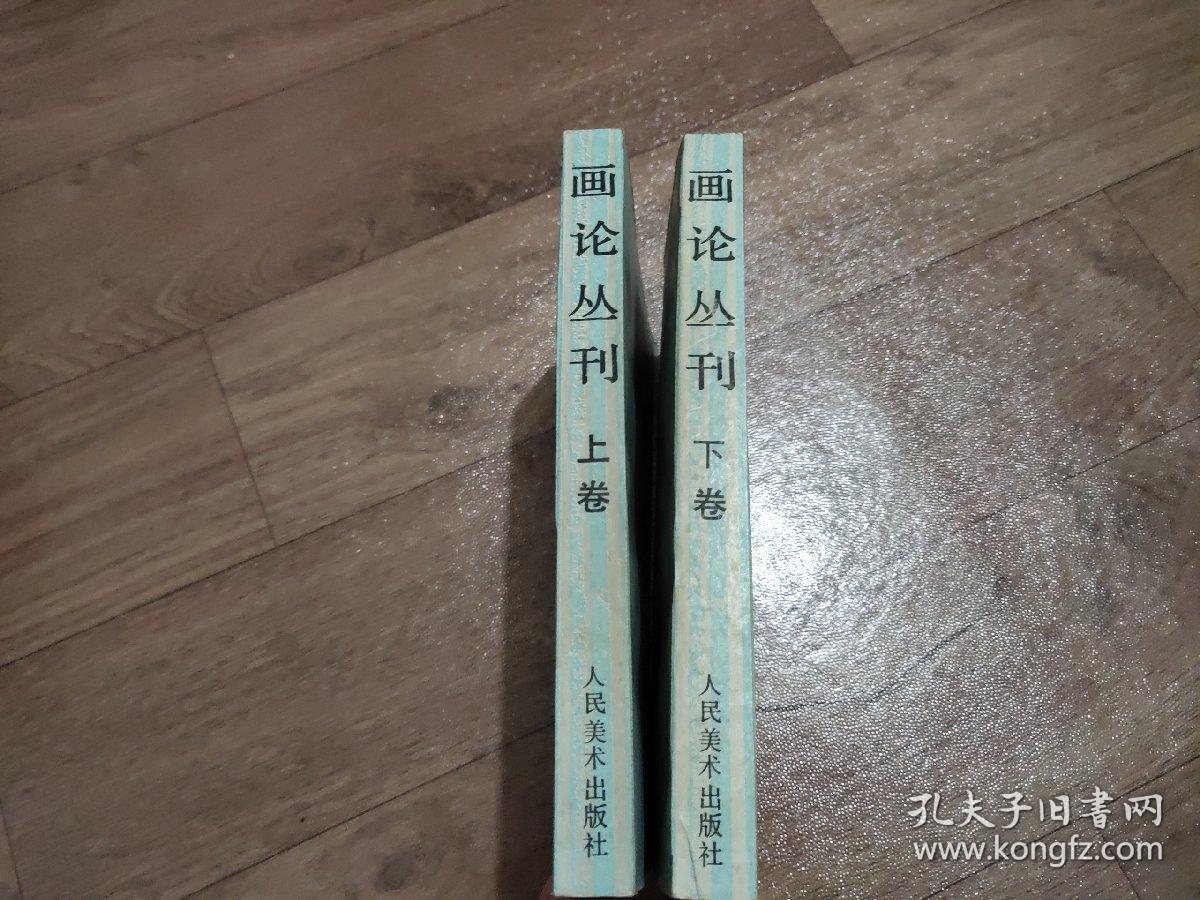 画论丛刊 上卷 人民美术出版社
画论丛刊 下卷 人民美术出版社
孔夫子旧书网
www.kongfz.com